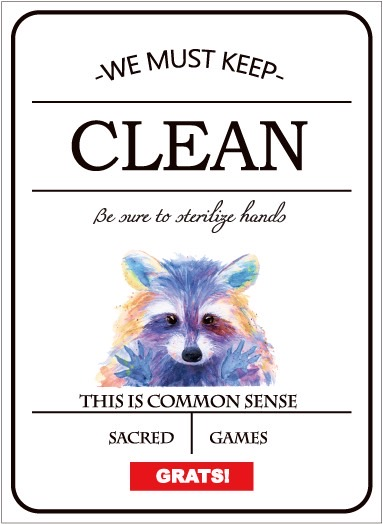 -WE MUST KEEP-
CLEAN
Be sure to sterilize hands
THIS IS COMMON SENSE
SACRED GAMES
GRATS!